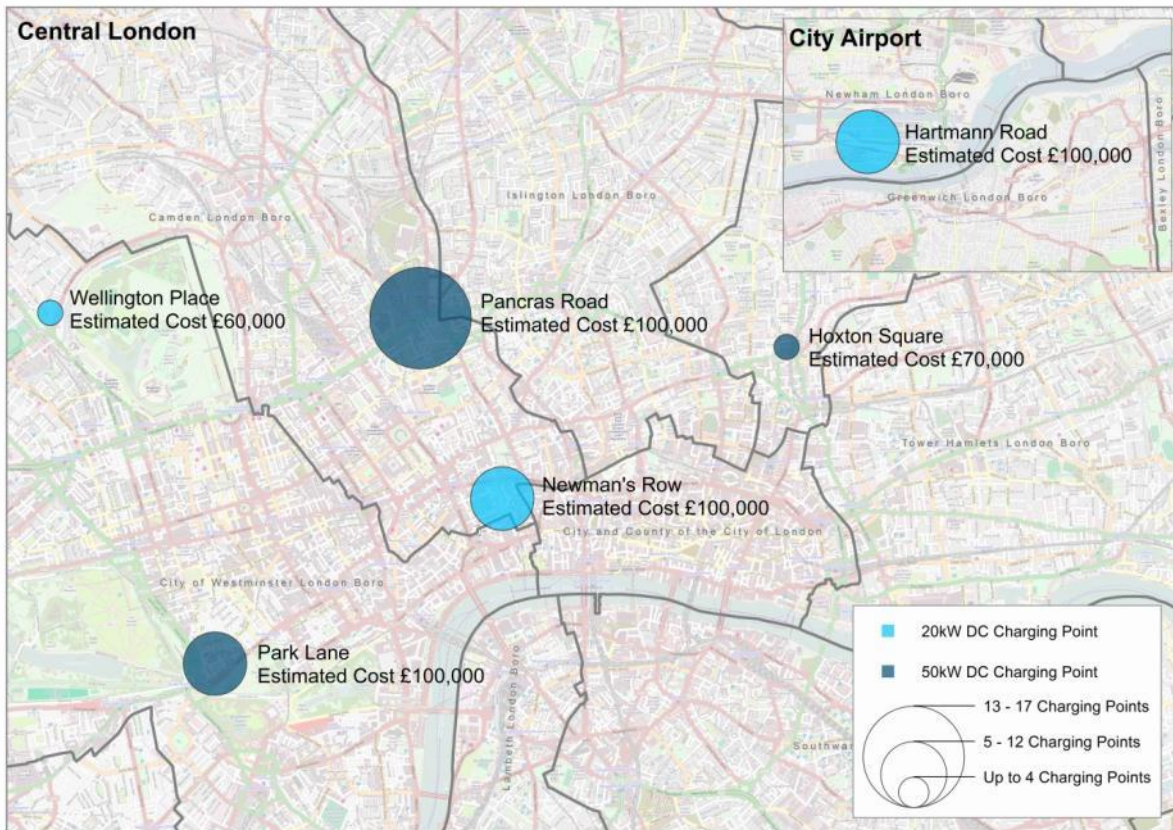 Central London
City Airport
Newham London Boro
Hartmann Road
Estimated Cost £100,000
Greenwich London Boro
Bexley London Boro
Islington London Boro
Camden London Boro
Wellington Place
Estimated Cost £60,000
Pancras Road
Estimated Cost £100,000
Hoxton Square
Estimated Cost £70,000
Tower Hamlets London Boro
Newman's Row
Estimated Cost £100,000
City and County of the City of London
City of Westminster London Boro
Park Lane
Estimated Cost £100,000
Lambeth London Boro
Southwa
20kW DC Charging Point
50kW DC Charging Point
13 - 17 Charging Points
5 - 12 Charging Points
Up to 4 Charging Points